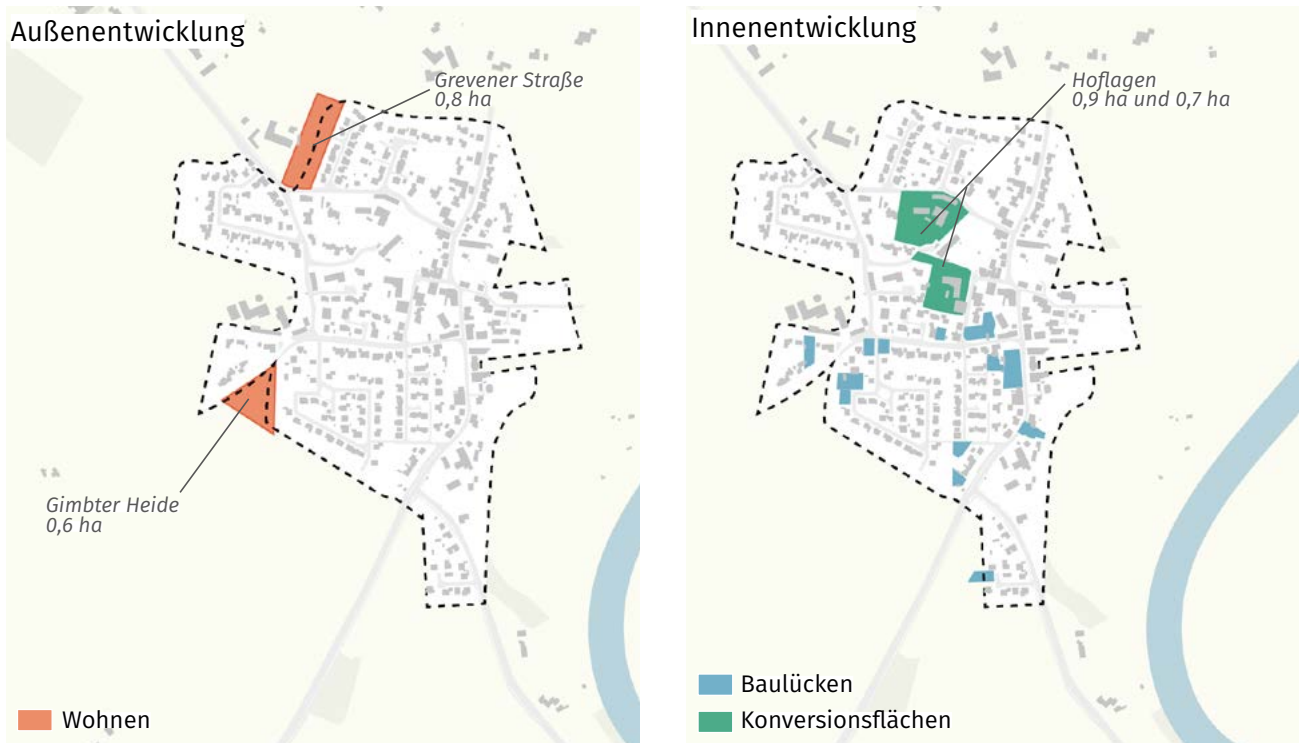 Außenentwicklung
Grevener Straße
0,8 ha
Gimbter Heide
0,6 ha
Wohnen
Innenentwicklung
Hoflagen
0,9 ha und 0,7 ha
Baulücken
Konversionsflächen